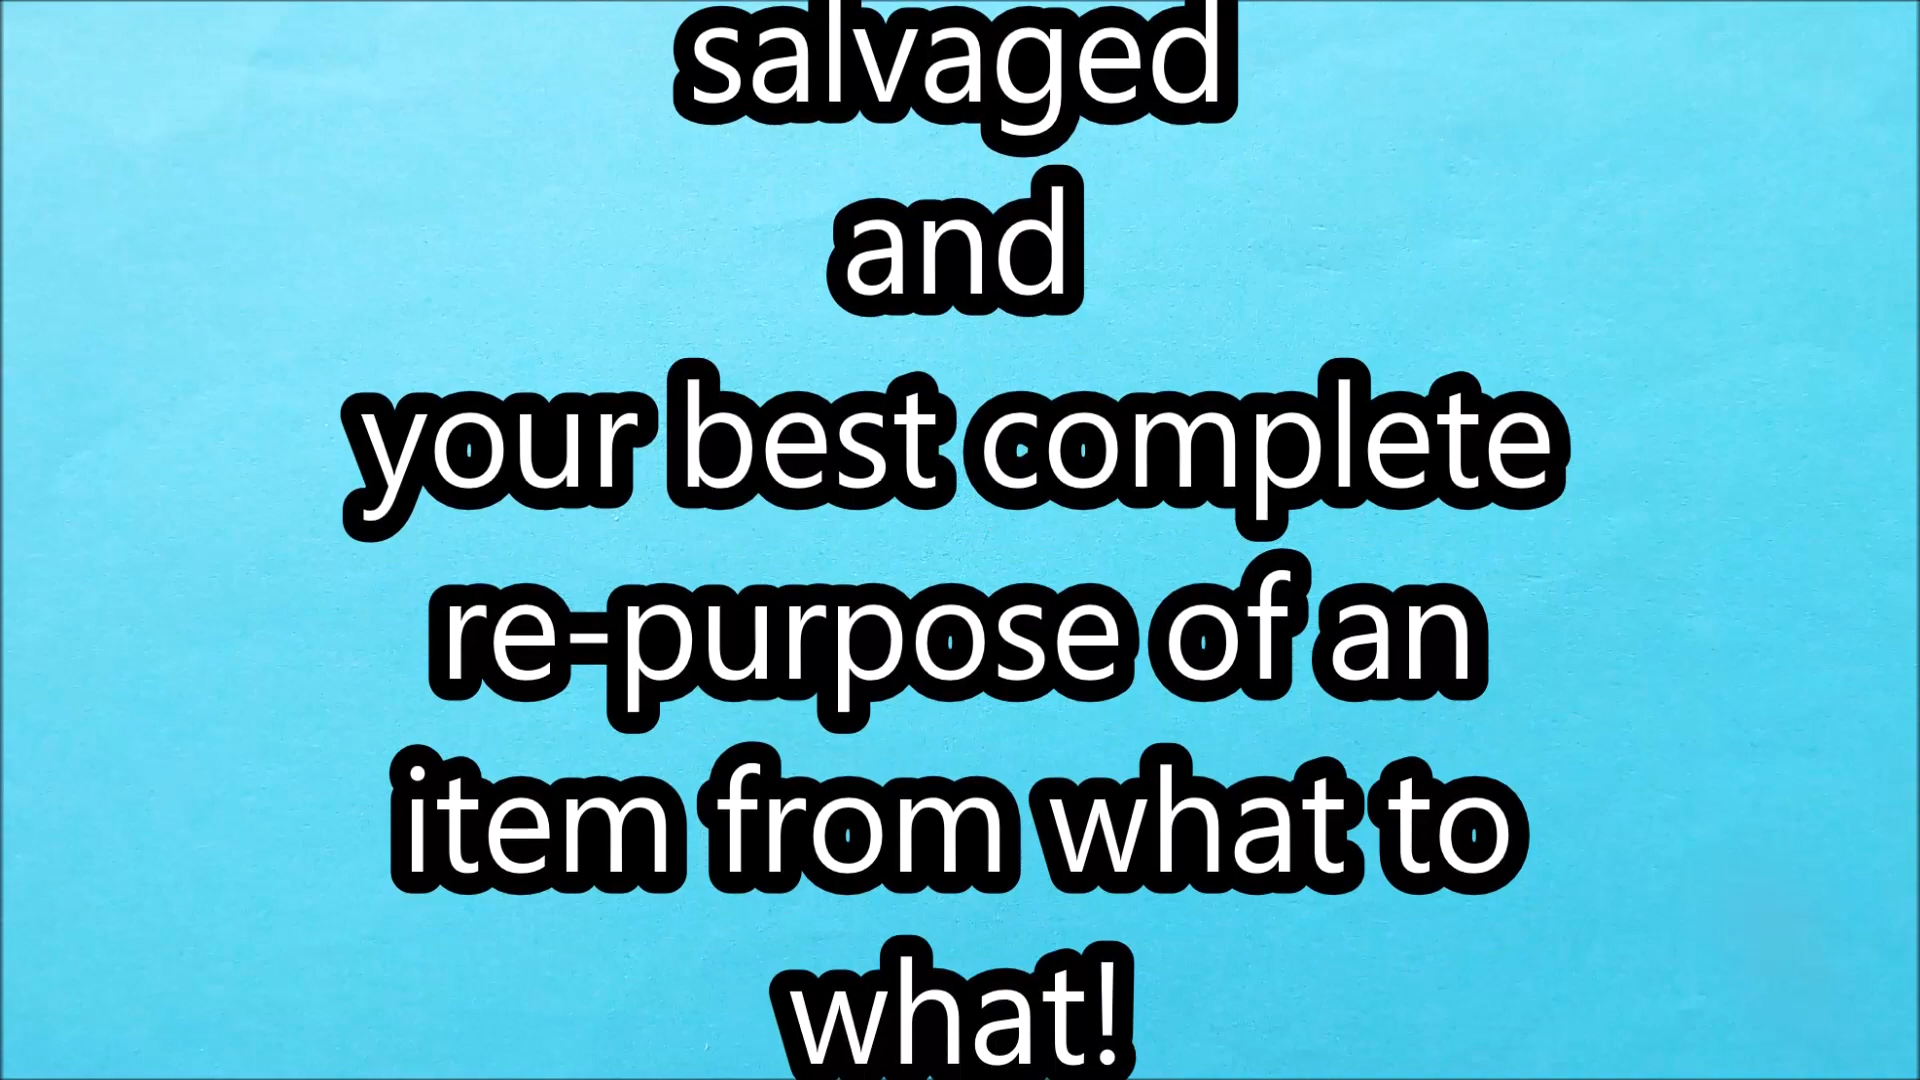 salvaged
and
your best complete
re-purpose of an
item from what to
what!